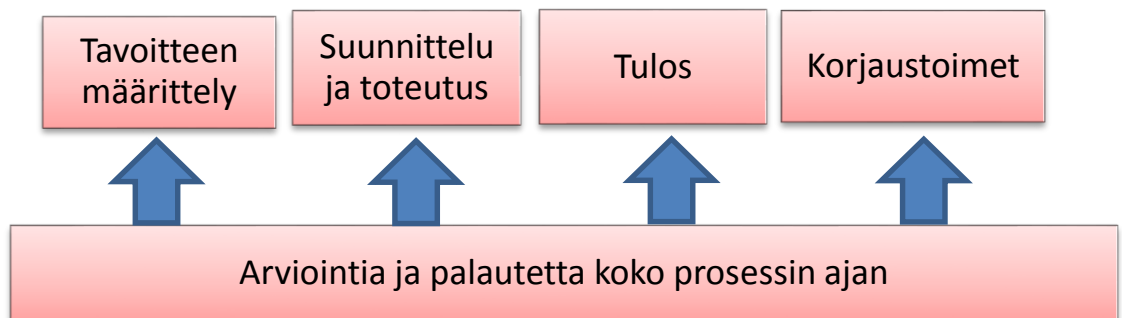 Tavoitteen
määrittely
Suunnittelu
ja toteutus
Tulos
Korjaustoimet
Arviointia ja palautetta koko prosessin ajan